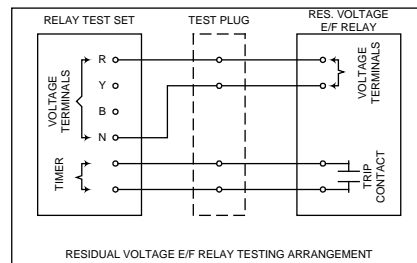 RELAY TEST SET
TEST PLUG
RES. VOLTAGE
E/F RELAY
VOLTAGE
TERMINALS
R
Y
B
N
TIMER
VOLTAGE
TERMINALS
TRIP
CONTACT
RESIDUAL VOLTAGE E/F RELAY TESTING ARRANGEMENT